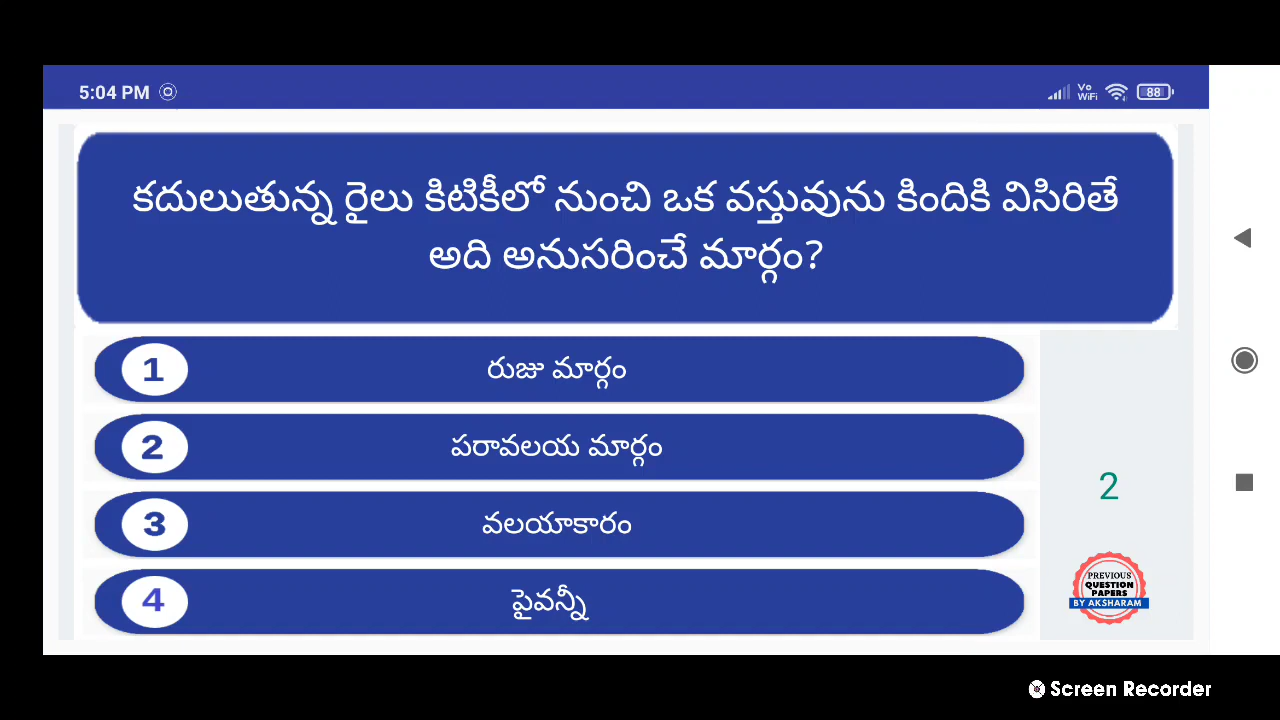 5:04 PM
Vo
WiFi
88
కదులుతున్న రైలు కిటికీలో నుంచి ఒక వస్తువును కిందికి విసిరితే
అది అనుసరించే మార్గం?
1 రుజు మార్గం
2 పరావలయ మార్గం
3 వలయాకారం
4 పైవన్నీ
2
PREVIOUS
QUESTION
PAPERS
BY AKSHARAM
Screen Recorder